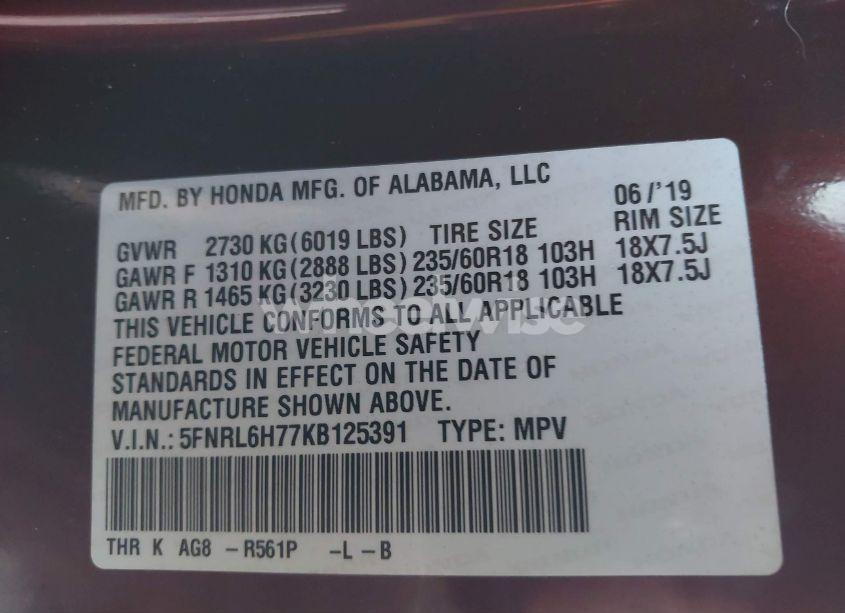 MFD. BY HONDA MFG. OF ALABAMA, LLC 06/'19
GVWR 2730 KG(6019 LBS) TIRE SIZE RIM SIZE
GAWR F 1310 KG(2888 LBS) 235/60R18 103H 18X7.5J
GAWR R 1465 KG(3230 LBS) 235/60R18 103H 18X7.5J
THIS VEHICLE CONFORMS TO ALL APPLICABLE
FEDERAL MOTOR VEHICLE SAFETY
STANDARDS IN EFFECT ON THE DATE OF
MANUFACTURE SHOWN ABOVE.
V.I.N.: 5FNRL6H77KB125391 TYPE: MPV
THR K AG8 -R561P -L-B
wheelwise